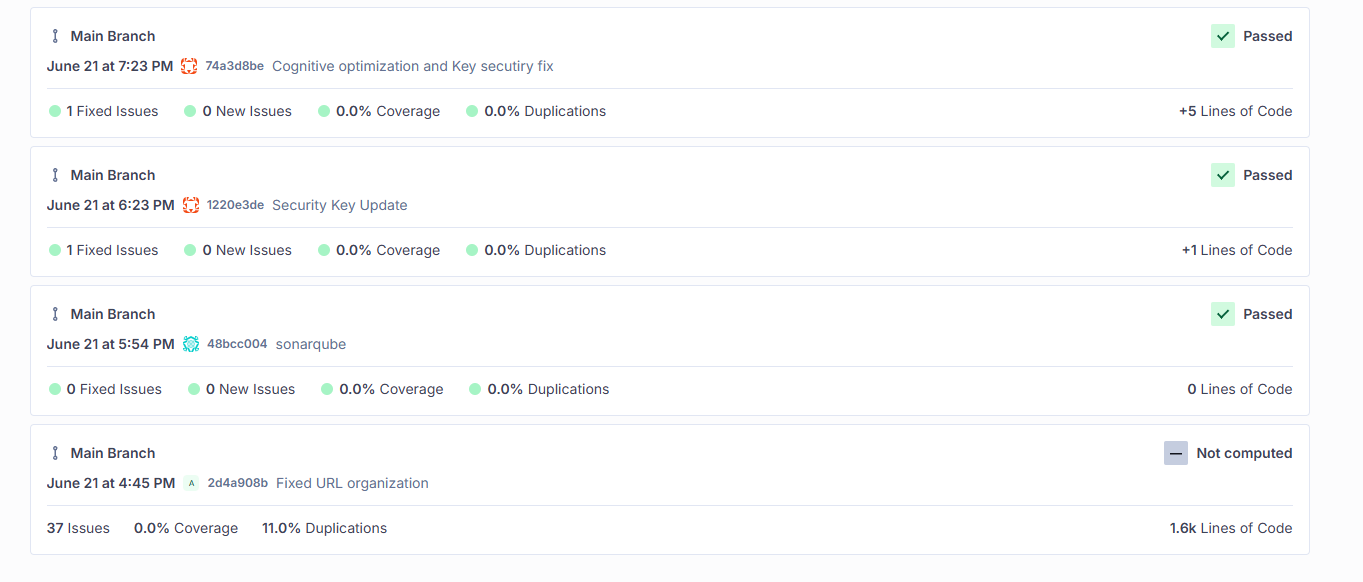 Main Branch Passed
June 21 at 7:23 PM 74a3d8be Cognitive optimization and Key secutiry fix
1 Fixed Issues 0 New Issues 0.0% Coverage 0.0% Duplications +5 Lines of Code
Main Branch Passed
June 21 at 6:23 PM 1220e3de Security Key Update
1 Fixed Issues 0 New Issues 0.0% Coverage 0.0% Duplications +1 Lines of Code
Main Branch Passed
June 21 at 5:54 PM 48bcc004 sonarqube
0 Fixed Issues 0 New Issues 0.0% Coverage 0.0% Duplications 0 Lines of Code
Main Branch Not computed
June 21 at 4:45 PM A 2d4a908b Fixed URL organization
37 Issues 0.0% Coverage 11.0% Duplications 1.6k Lines of Code